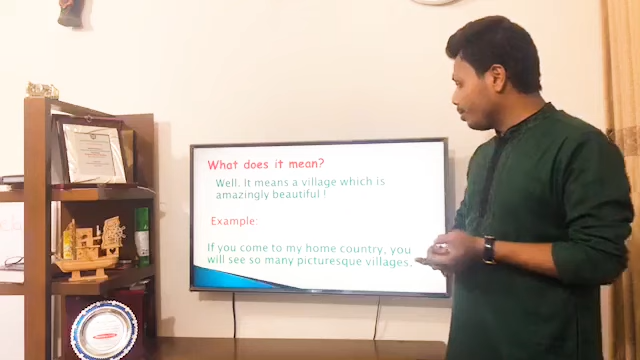 What does it mean?
Well. It means a village which is
amazingly beautiful !
Example:
If you come to my home country, you
will see so many picturesque villages.